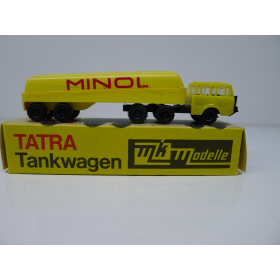 MINOL
TATRA
Tankwagen
mk modelle